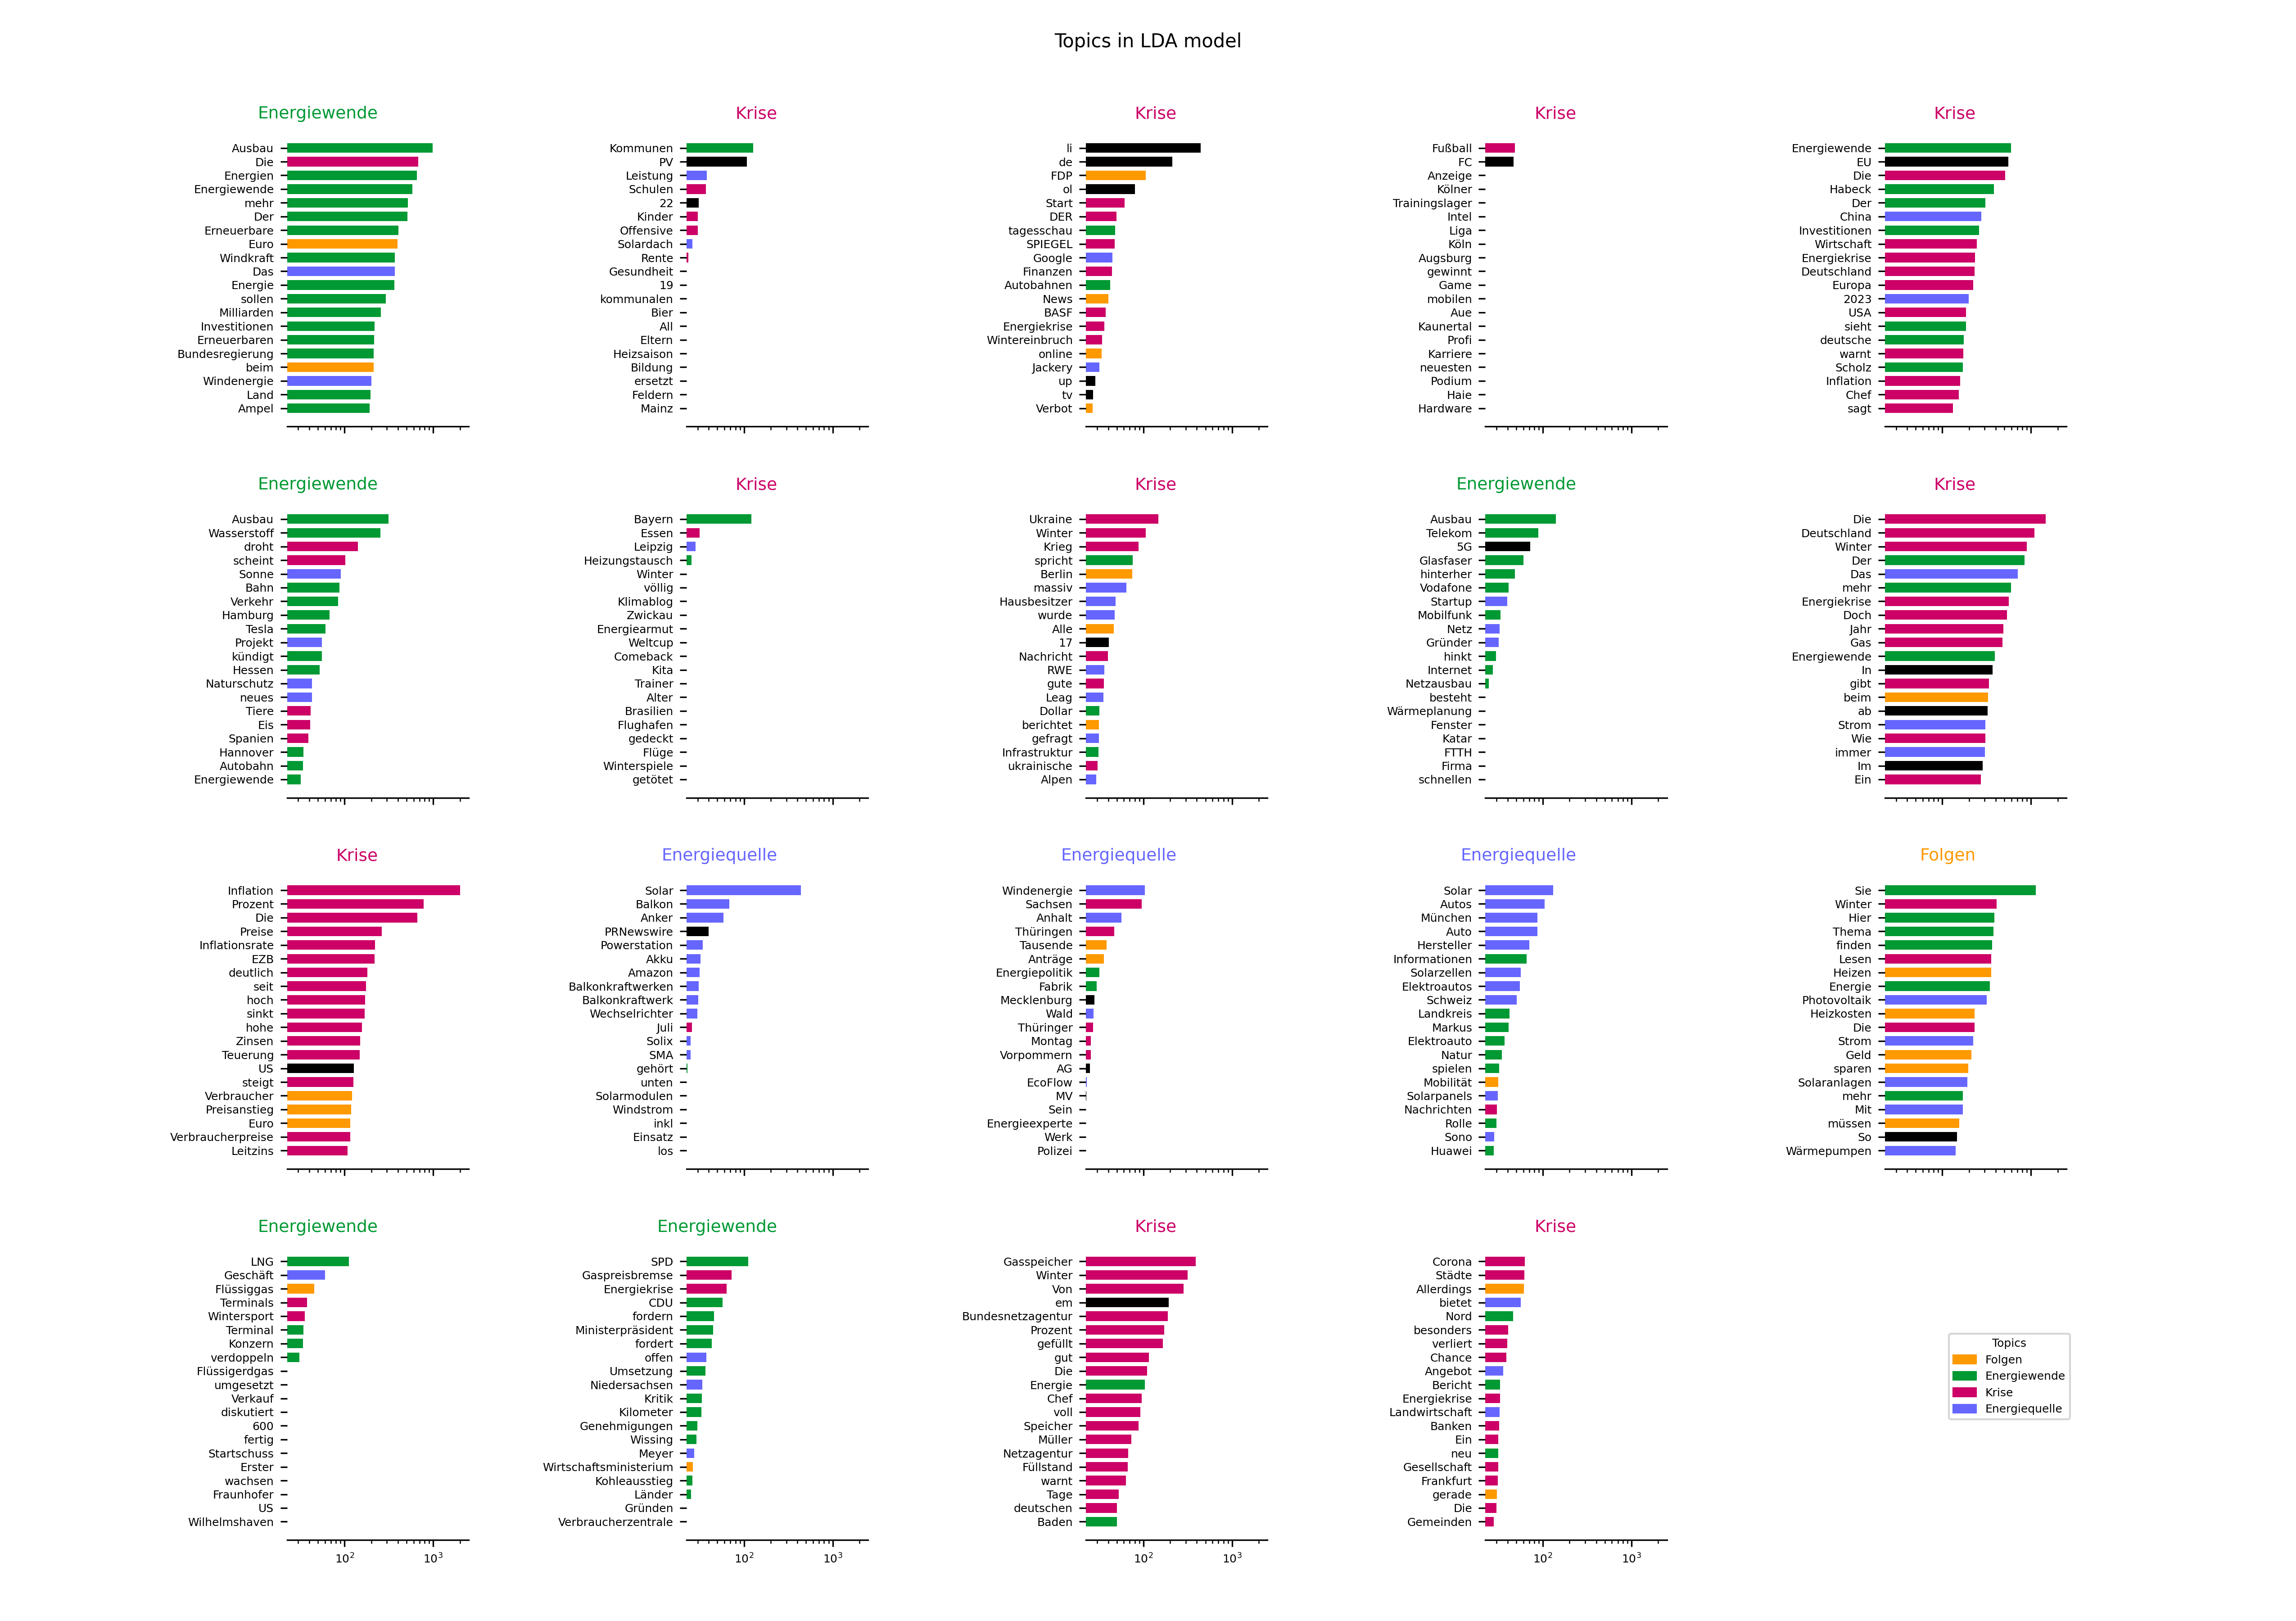 Topics in LDA model
Energiewende
Ausbau
Die
Energien
Energiewende
mehr
Der
Erneuerbare
Euro
Windkraft
Das
Energie
sollen
Milliarden
Investitionen
Erneuerbaren
Bundesregierung
beim
Windenergie
Land
Ampel
Krise
Kommunen
PV
Leistung
Schulen
22
Kinder
Offensive
Solardach
Rente
Gesundheit
19
kommunalen
Bier
All
Eltern
Heizsaison
Bildung
ersetzt
Feldern
Mainz
Krise
li
de
FDP
ol
Start
DER
tagesschau
SPIEGEL
Google
Finanzen
Autobahnen
News
BASF
Energiekrise
Wintereinbruch
online
Jackery
up
tv
Verbot
Krise
Fußball
FC
Anzeige
Kölner
Trainingslager
Intel
Liga
Köln
Augsburg
gewinnt
Game
mobilen
Aue
Kaunertal
Profi
Karriere
neuesten
Podium
Haie
Hardware
Krise
Energiewende
EU
Die
Habeck
Der
China
Investitionen
Wirtschaft
Energiekrise
Deutschland
Europa
2023
USA
sieht
deutsche
warnt
Scholz
Inflation
Chef
sagt
Energiewende
Ausbau
Wasserstoff
droht
scheint
Sonne
Bahn
Verkehr
Hamburg
Tesla
Projekt
kündigt
Hessen
Naturschutz
neues
Tiere
Eis
Spanien
Hannover
Autobahn
Energiewende
Krise
Bayern
Essen
Leipzig
Heizungstausch
Winter
völlig
Klimablog
Zwickau
Energiearmut
Weltcup
Comeback
Kita
Trainer
Alter
Brasilien
Flughafen
gedeckt
Flüge
Winterspiele
getötet
Krise
Ukraine
Winter
Krieg
spricht
Berlin
massiv
Hausbesitzer
wurde
Alle
17
Nachricht
RWE
gute
Leag
Dollar
berichtet
gefragt
Infrastruktur
ukrainische
Alpen
Energiewende
Ausbau
Telekom
5G
Glasfaser
hinterher
Vodafone
Startup
Mobilfunk
Netz
Gründer
hinkt
Internet
Netzausbau
besteht
Wärmeplanung
Fenster
Katar
FTTH
Firma
schnellen
Krise
Die
Deutschland
Winter
Der
Das
mehr
Energiekrise
Doch
Jahr
Gas
Energiewende
In
gibt
beim
ab
Strom
Wie
immer
Im
Ein
Krise
Inflation
Prozent
Die
Preise
Inflationsrate
EZB
deutlich
seit
hoch
sinkt
hohe
Zinsen
Teuerung
US
steigt
Verbraucher
Preisanstieg
Euro
Verbraucherpreise
Leitzins
Energiequelle
Solar
Balkon
Anker
PRNewswire
Powerstation
Akku
Amazon
Balkonkraftwerken
Balkonkraftwerk
Wechselrichter
Juli
Solix
SMA
gehört
unten
Solarmodulen
Windstrom
inkl
Einsatz
los
Energiequelle
Windenergie
Sachsen
Anhalt
Thüringen
Tausende
Anträge
Energiepolitik
Fabrik
Mecklenburg
Wald
Thüringer
Montag
Vorpommern
AG
EcoFlow
MV
Sein
Energieexperte
Werk
Polizei
Energiequelle
Solar
Autos
München
Auto
Hersteller
Informationen
Solarzellen
Elektroautos
Schweiz
Landkreis
Markus
Elektroauto
Natur
spielen
Mobilität
Solarpanels
Nachrichten
Rolle
Sono
Huawei
Folgen
Sie
Winter
Hier
Thema
finden
Lesen
Heizen
Energie
Photovoltaik
Heizkosten
Die
Strom
Geld
sparen
Solaranlagen
mehr
Mit
müssen
So
Wärmepumpen
Energiewende
LNG
Geschäft
Flüssiggas
Terminals
Wintersport
Terminal
Konzern
verdoppeln
Flüssigerdgas
umgesetzt
Verkauf
diskutiert
600
fertig
Startschuss
Erster
wachsen
Fraunhofer
US
Wilhelmshaven
10²
10³
Energiewende
SPD
Gaspreisbremse
Energiekrise
CDU
fordern
Ministerpräsident
fordert
offen
Umsetzung
Niedersachsen
Kritik
Kilometer
Genehmigungen
Wissing
Meyer
Wirtschaftsministerium
Kohleausstieg
Länder
Gründen
Verbraucherzentrale
10²
10³
Krise
Gasspeicher
Winter
Von
em
Bundesnetzagentur
Prozent
gefüllt
gut
Die
Energie
Chef
voll
Speicher
Müller
Netzagentur
Füllstand
warnt
Tage
deutschen
Baden
10²
10³
Krise
Corona
Städte
Allerdings
bietet
Nord
besonders
verliert
Chance
Angebot
Bericht
Energiekrise
Landwirtschaft
Banken
Ein
neu
Gesellschaft
Frankfurt
gerade
Die
Gemeinden
10²
10³
Topics
Folgen
Energiewende
Krise
Energiequelle